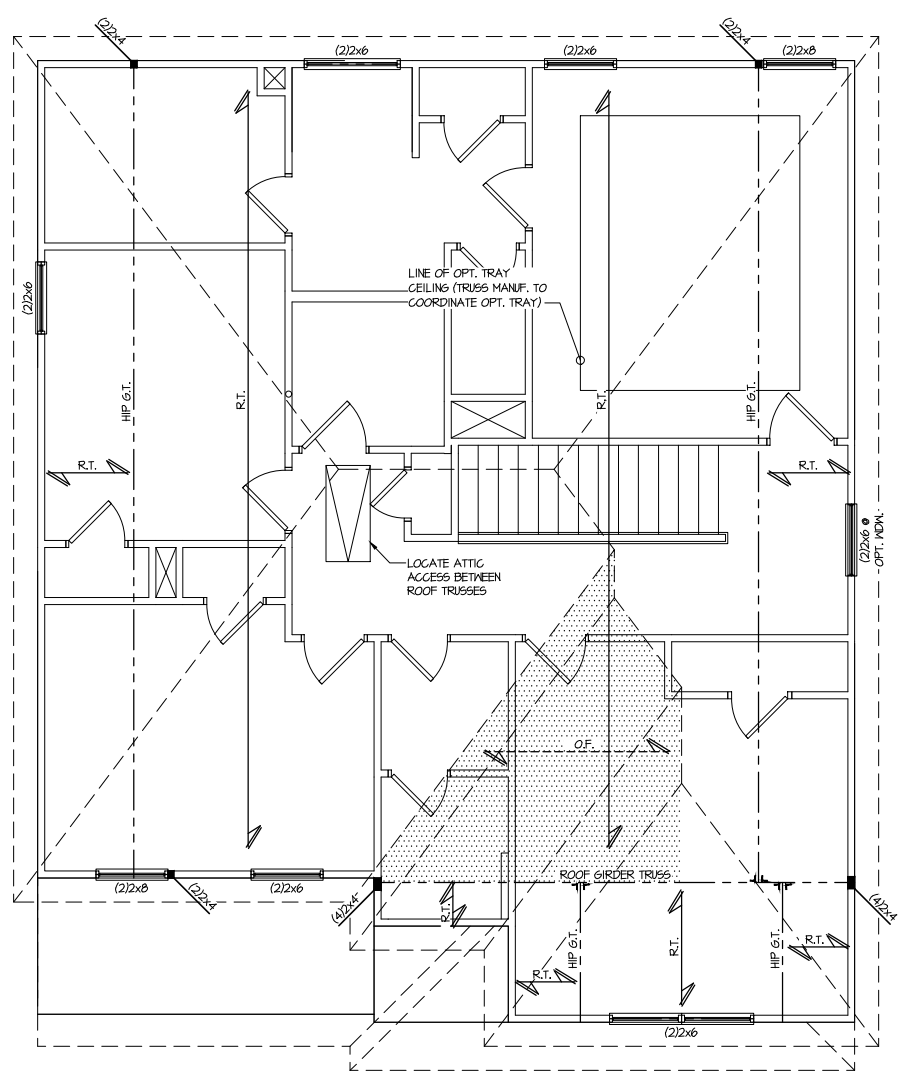 (2)2x4
(2)2x6
(2)2x6
(2)2x4
(2)2x8
LINE OF OPT. TRAY
CEILING (TRUSS MANUF. TO
COORDINATE OPT. TRAY)
(2)2x6
HIP G.T.
R.T.
R.T.
HIP G.T.
R.T.
R.T.
(2)2x6 @
OPT. WDW.
LOCATE ATTIC
ACCESS BETWEEN
ROOF TRUSSES
O.F.
ROOF GIRDER TRUSS
(2)2x8
(2)2x4
(2)2x6
(4)2x4
R.T.
(4)2x4
HIP G.T.
R.T.
HIP G.T.
R.T.
R.T.
(2)2x6